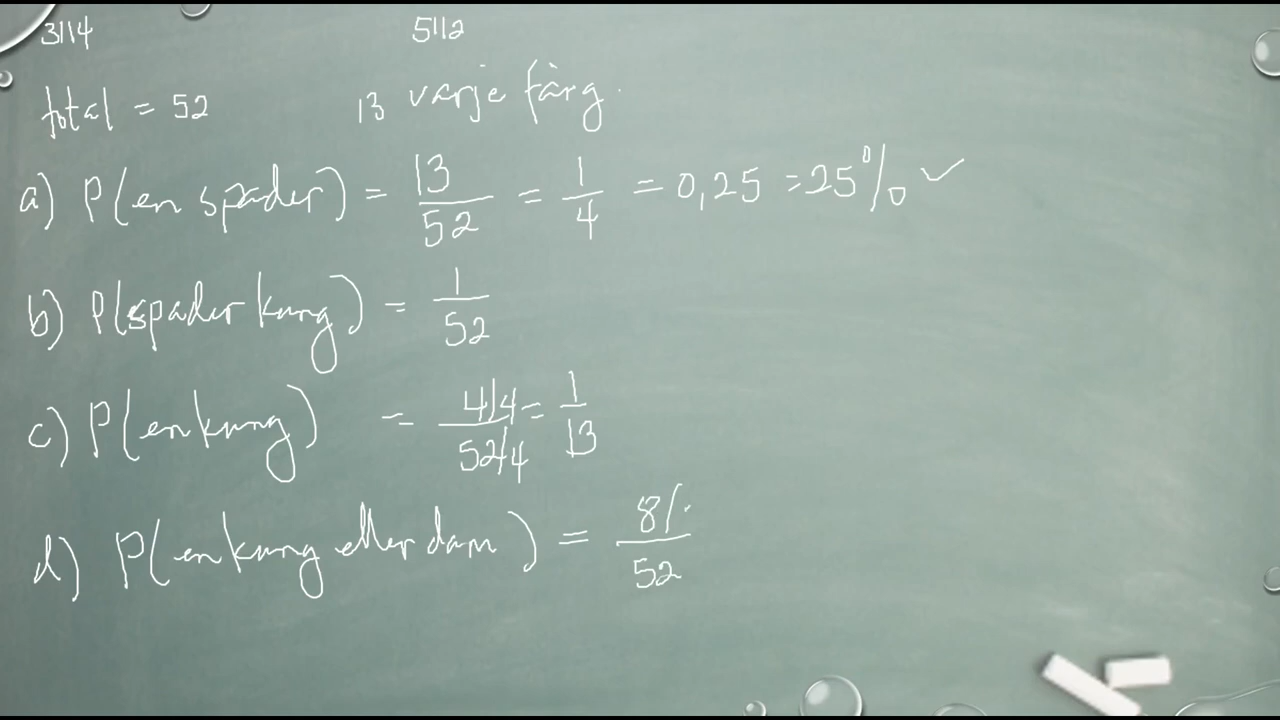 3114 5112
total = 52 13 varje färg.
a) P(en spader) = 13/52 = 1/4 = 0,25 = 25% ✓
b) P(spader kung) = 1/52
c) P(en kung) = 4/4/52/4 = 1/13
d) P(en kung eller dam) = 8/52